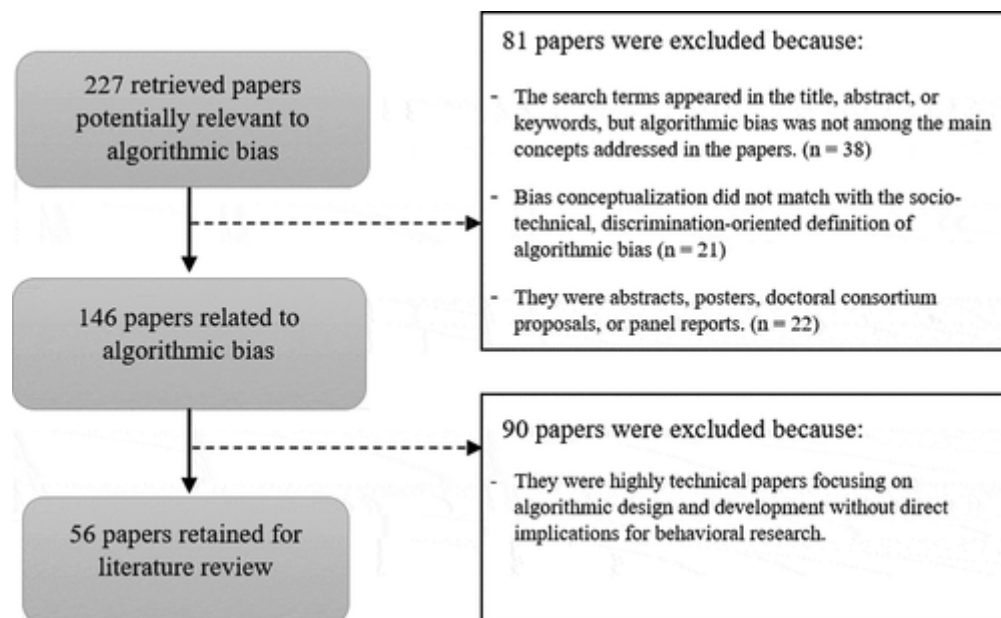 227 retrieved papers
potentially relevant to
algorithmic bias
81 papers were excluded because:
- The search terms appeared in the title, abstract, or
keywords, but algorithmic bias was not among the main
concepts addressed in the papers. (n = 38)
- Bias conceptualization did not match with the socio-
technical, discrimination-oriented definition of
algorithmic bias (n = 21)
- They were abstracts, posters, doctoral consortium
proposals, or panel reports. (n = 22)
146 papers related to
algorithmic bias
90 papers were excluded because:
- They were highly technical papers focusing on
algorithmic design and development without direct
implications for behavioral research.
56 papers retained for
literature review